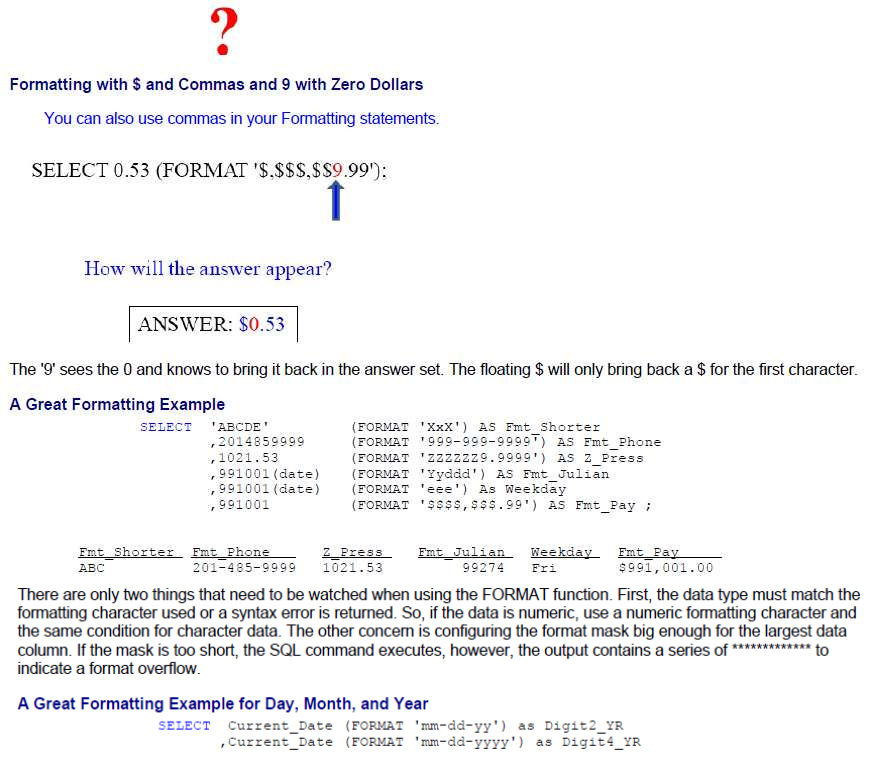 ?
Formatting with $ and Commas and 9 with Zero Dollars
You can also use commas in your Formatting statements.
SELECT 0.53 (FORMAT '$,$$$,$$9.99');
How will the answer appear?
ANSWER: $0.53
The '9' sees the 0 and knows to bring it back in the answer set. The floating $ will only bring back a $ for the first character.
A Great Formatting Example
SELECT 'ABCDE' (FORMAT 'XxX') AS Fmt_Shorter
,2014859999 (FORMAT '999-999-9999') AS Fmt_Phone
,1021.53 (FORMAT 'ZZZZZZ9.9999') AS Z_Press
,991001(date) (FORMAT 'Yyddd') AS Fmt_Julian
,991001(date) (FORMAT 'eee') As Weekday
,991001 (FORMAT '$$$$,$$$.99') AS Fmt_Pay ;
Fmt_Shorter Fmt_Phone Z_Press Fmt_Julian Weekday Fmt_Pay
ABC 201-485-9999 1021.53 99274 Fri $991,001.00
There are only two things that need to be watched when using the FORMAT function. First, the data type must match the
formatting character used or a syntax error is returned. So, if the data is numeric, use a numeric formatting character and
the same condition for character data. The other concern is configuring the format mask big enough for the largest data
column. If the mask is too short, the SQL command executes, however, the output contains a series of ************* to
indicate a format overflow.
A Great Formatting Example for Day, Month, and Year
SELECT Current_Date (FORMAT 'mm-dd-yy') as Digit2_YR
,Current_Date (FORMAT 'mm-dd-yyyy') as Digit4_YR